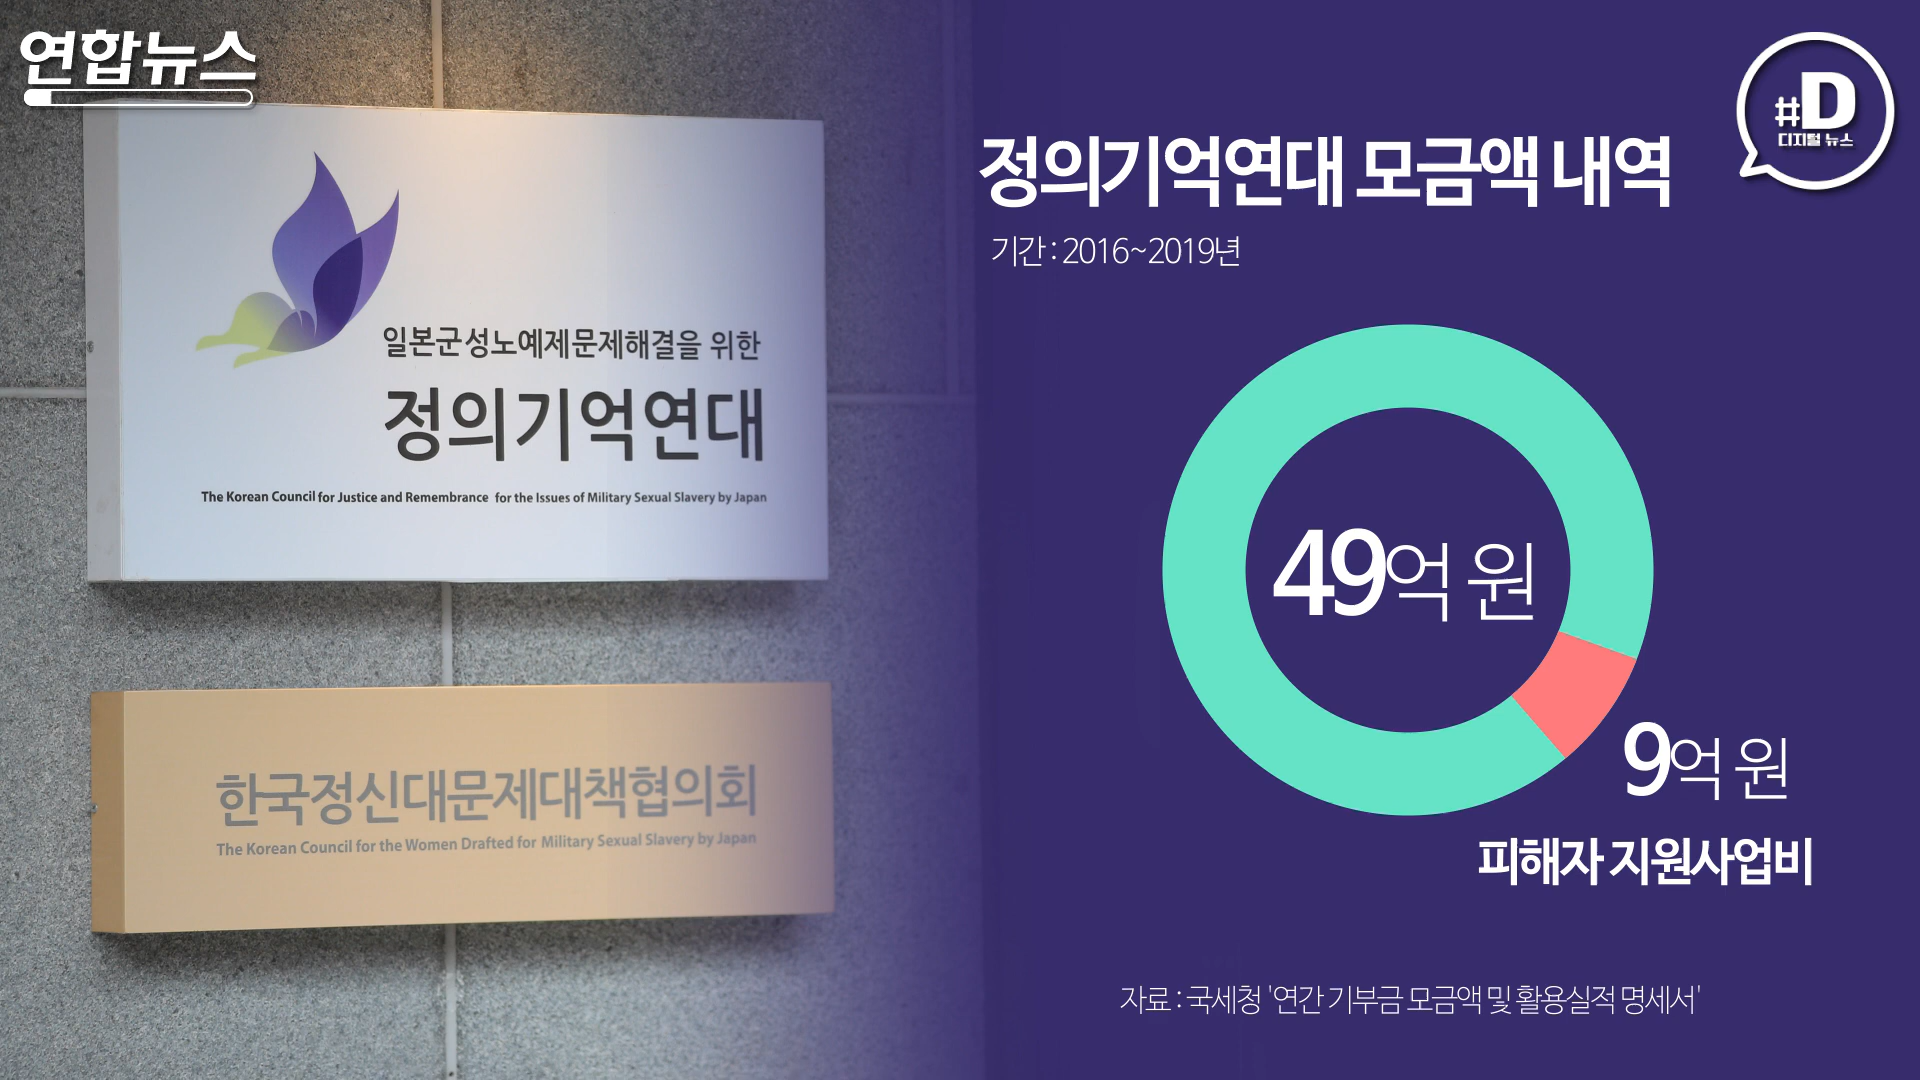 연합뉴스
#D
디지털 뉴스
일본군성노예제문제해결을 위한
정의기억연대
The Korean Council for Justice and Remembrance for the Issues of Military Sexual Slavery by Japan
한국정신대문제대책협의회
The Korean Council for the Women Drafted for Military Sexual Slavery by Japan
정의기억연대 모금액 내역
기간 : 2016~2019년
49억 원
9억 원
피해자 지원사업비
자료 : 국세청 '연간 기부금 모금액 및 활용실적 명세서'